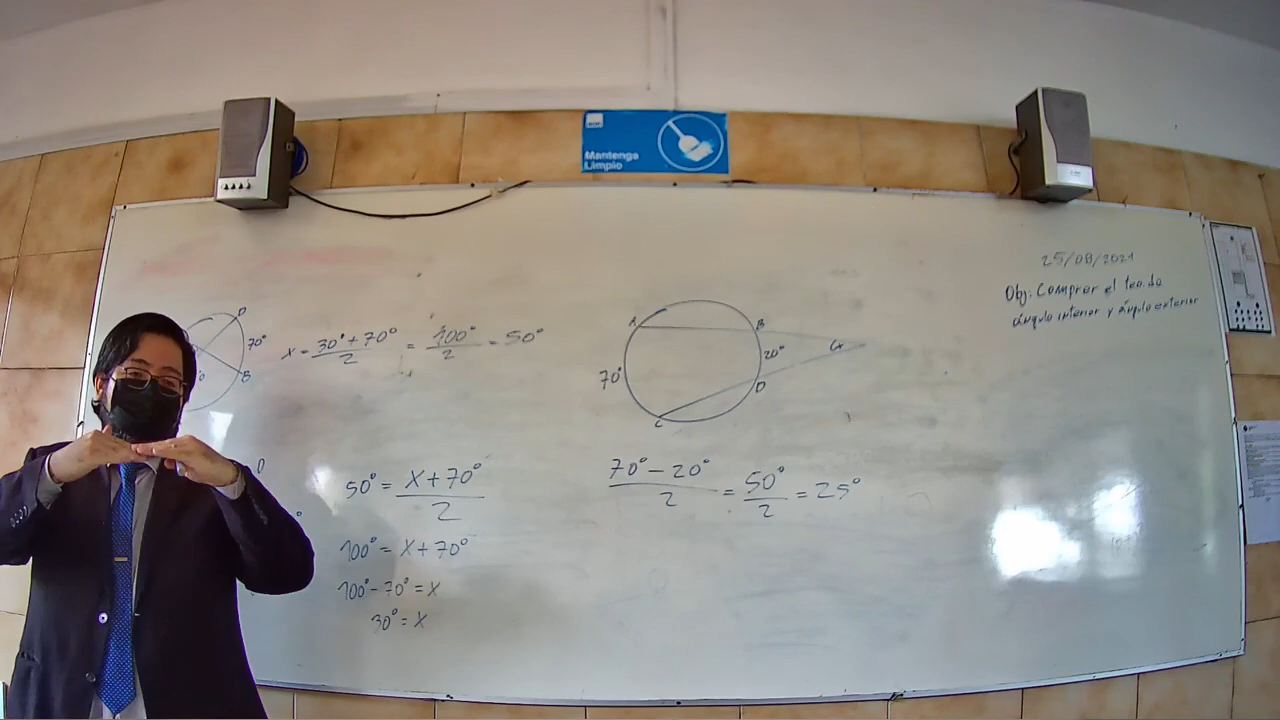 Mantenga
Limpio
25/08/2021
Obj: Comprer el teo. de
ángulo interior y ángulo exterior
D
70°
B
x = 30° + 70° / 2 = 100° / 2 = 50°
50° = x + 70° / 2
100° = x + 70°
100° - 70° = x
30° = x
A
B
20°
α
70°
D
C
70° - 20° / 2 = 50° / 2 = 25°